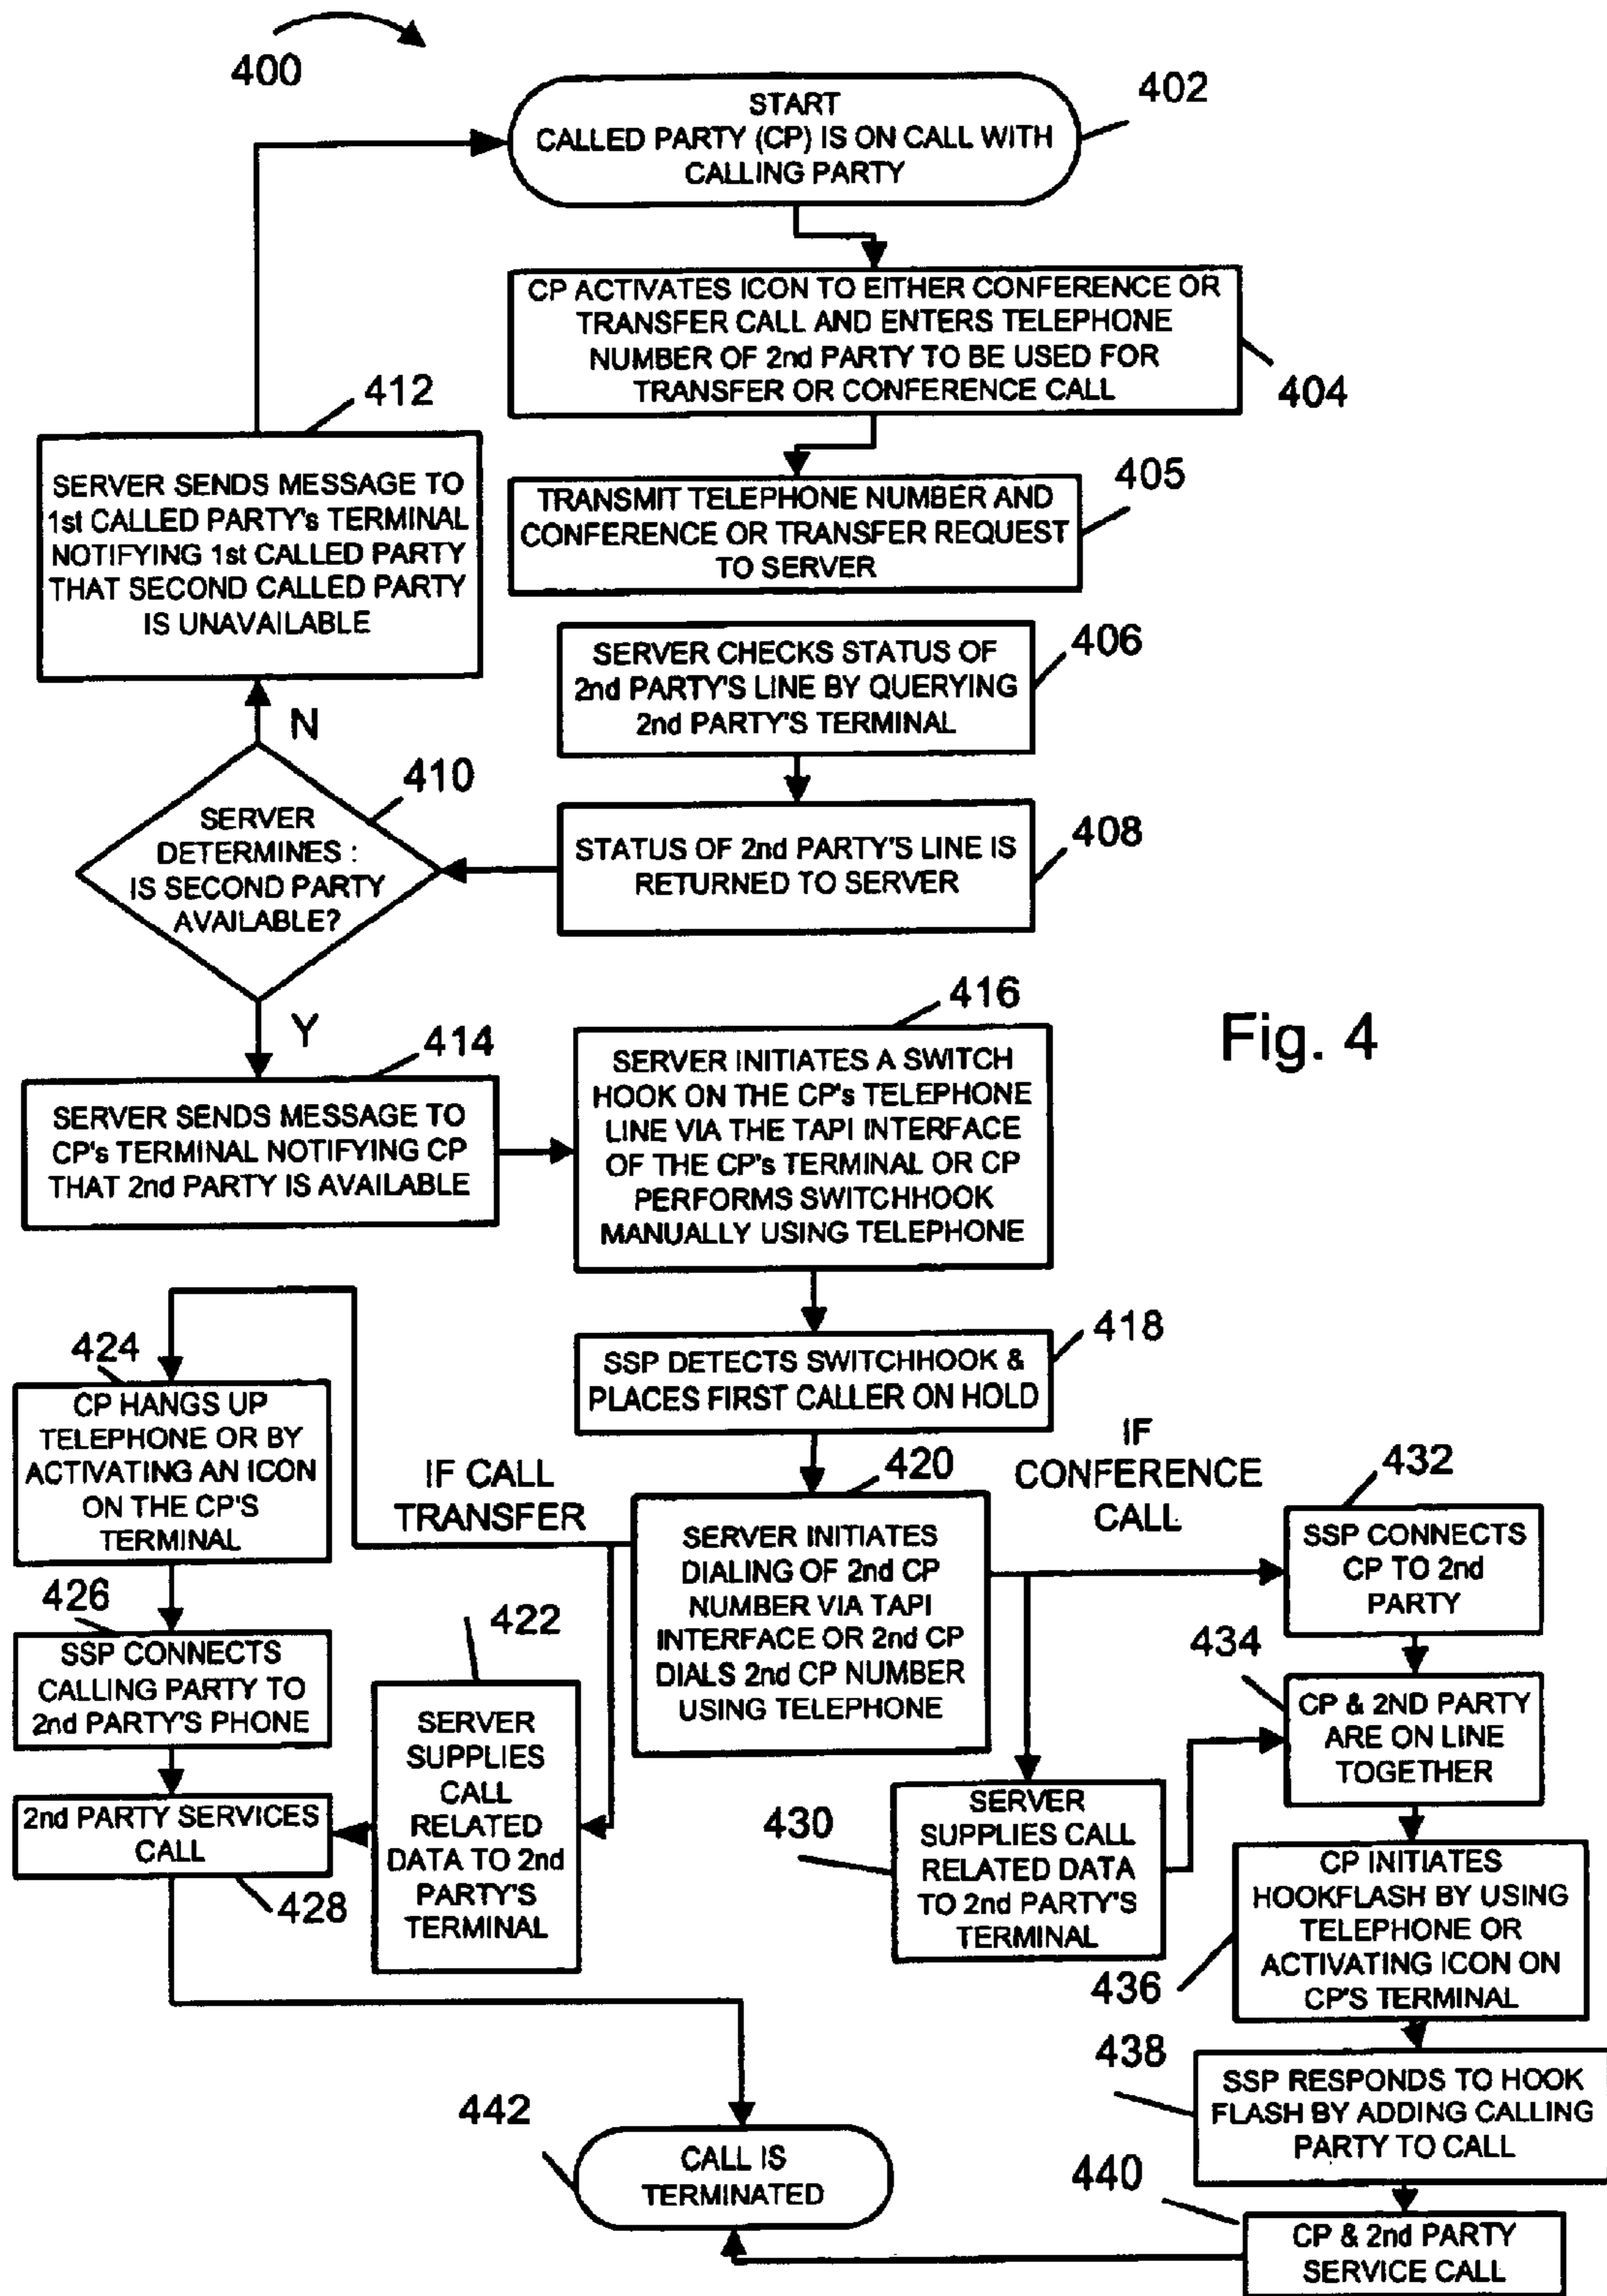 400
402
START
CALLED PARTY (CP) IS ON CALL WITH
CALLING PARTY
CP ACTIVATES ICON TO EITHER CONFERENCE OR
TRANSFER CALL AND ENTERS TELEPHONE
NUMBER OF 2nd PARTY TO BE USED FOR
TRANSFER OR CONFERENCE CALL
404
412
SERVER SENDS MESSAGE TO
1st CALLED PARTY's TERMINAL
NOTIFYING 1st CALLED PARTY
THAT SECOND CALLED PARTY
IS UNAVAILABLE
405
TRANSMIT TELEPHONE NUMBER AND
CONFERENCE OR TRANSFER REQUEST
TO SERVER
406
SERVER CHECKS STATUS OF
2nd PARTY'S LINE BY QUERYING
2nd PARTY'S TERMINAL
N
410
SERVER
DETERMINES :
IS SECOND PARTY
AVAILABLE?
408
STATUS OF 2nd PARTY'S LINE IS
RETURNED TO SERVER
Y
414
SERVER SENDS MESSAGE TO
CP's TERMINAL NOTIFYING CP
THAT 2nd PARTY IS AVAILABLE
416
SERVER INITIATES A SWITCH
HOOK ON THE CP's TELEPHONE
LINE VIA THE TAPI INTERFACE
OF THE CP's TERMINAL OR CP
PERFORMS SWITCHHOOK
MANUALLY USING TELEPHONE
Fig. 4
418
SSP DETECTS SWITCHHOOK &
PLACES FIRST CALLER ON HOLD
424
CP HANGS UP
TELEPHONE OR BY
ACTIVATING AN ICON
ON THE CP'S
TERMINAL
IF CALL
TRANSFER
420
SERVER INITIATES
DIALING OF 2nd CP
NUMBER VIA TAPI
INTERFACE OR 2nd CP
DIALS 2nd CP NUMBER
USING TELEPHONE
IF
CONFERENCE
CALL
432
SSP CONNECTS
CP TO 2nd
PARTY
426
SSP CONNECTS
CALLING PARTY TO
2nd PARTY'S PHONE
422
SERVER
SUPPLIES
CALL
RELATED
DATA TO 2nd
PARTY'S
TERMINAL
434
CP & 2ND PARTY
ARE ON LINE
TOGETHER
2nd PARTY SERVICES
CALL
428
430
SERVER
SUPPLIES CALL
RELATED DATA
TO 2nd PARTY'S
TERMINAL
CP INITIATES
HOOKFLASH BY USING
TELEPHONE OR
ACTIVATING ICON ON
CP'S TERMINAL
436
438
SSP RESPONDS TO HOOK
FLASH BY ADDING CALLING
PARTY TO CALL
442
CALL IS
TERMINATED
440
CP & 2nd PARTY
SERVICE CALL